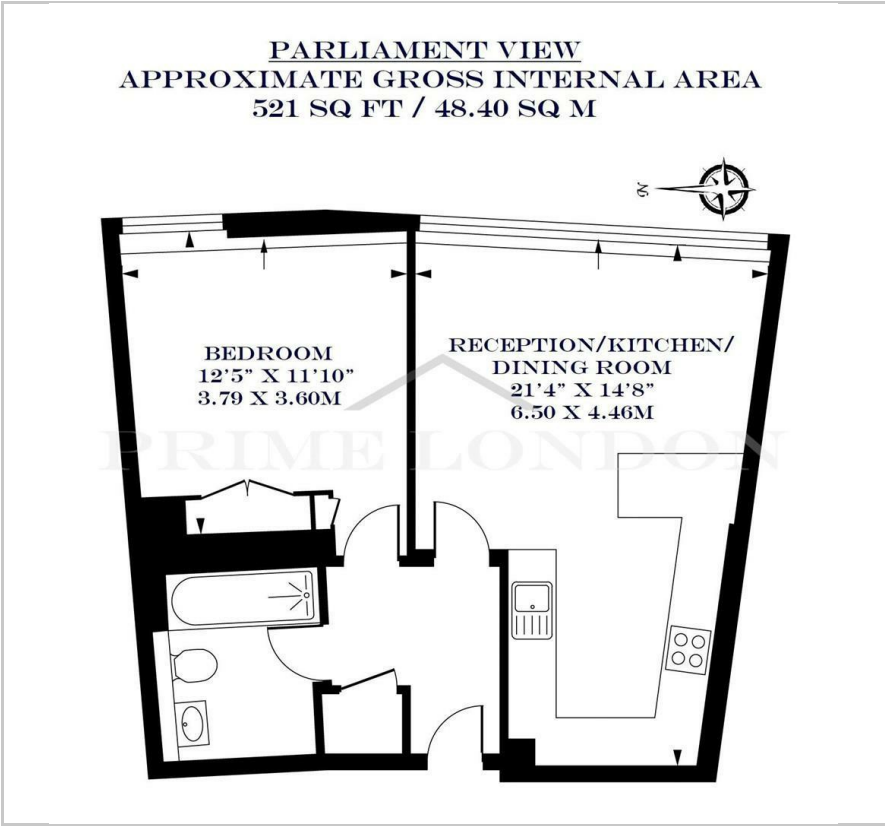 PARLIAMENT VIEW
APPROXIMATE GROSS INTERNAL AREA
521 SQ FT / 48.40 SQ M
N
BEDROOM
12'5" X 11'10"
3.79 X 3.60M
RECEPTION/KITCHEN/
DINING ROOM
21'4" X 14'8"
6.50 X 4.46M
PRIME LONDON